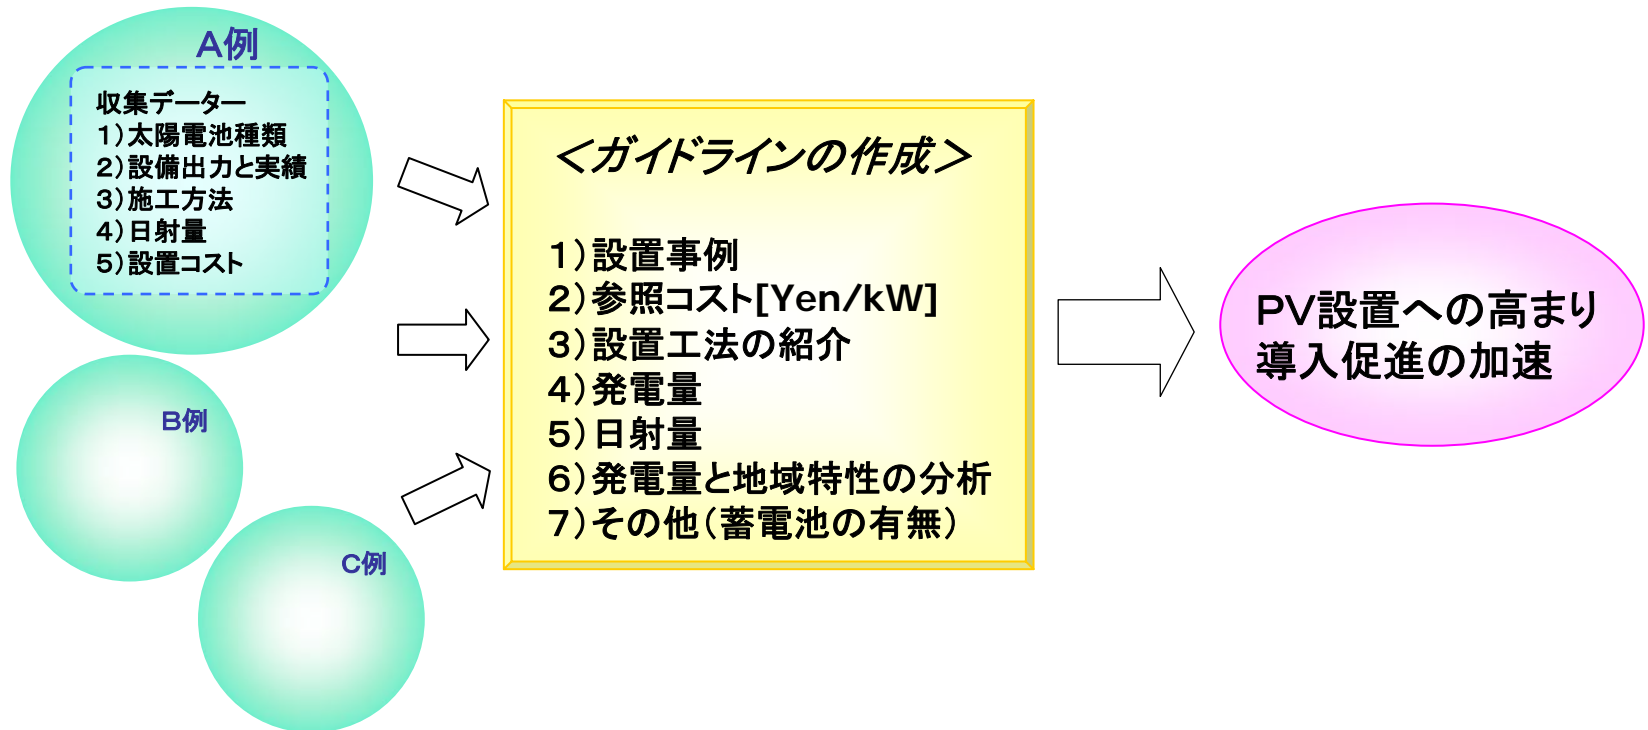 A例
収集データー
1)太陽電池種類
2)設備出力と実績
3)施工方法
4)日射量
5)設置コスト
B例
C例
＜ガイドラインの作成＞
1)設置事例
2)参照コスト[Yen/kW]
3)設置工法の紹介
4)発電量
5)日射量
6)発電量と地域特性の分析
7)その他(蓄電池の有無)
PV設置への高まり
導入促進の加速